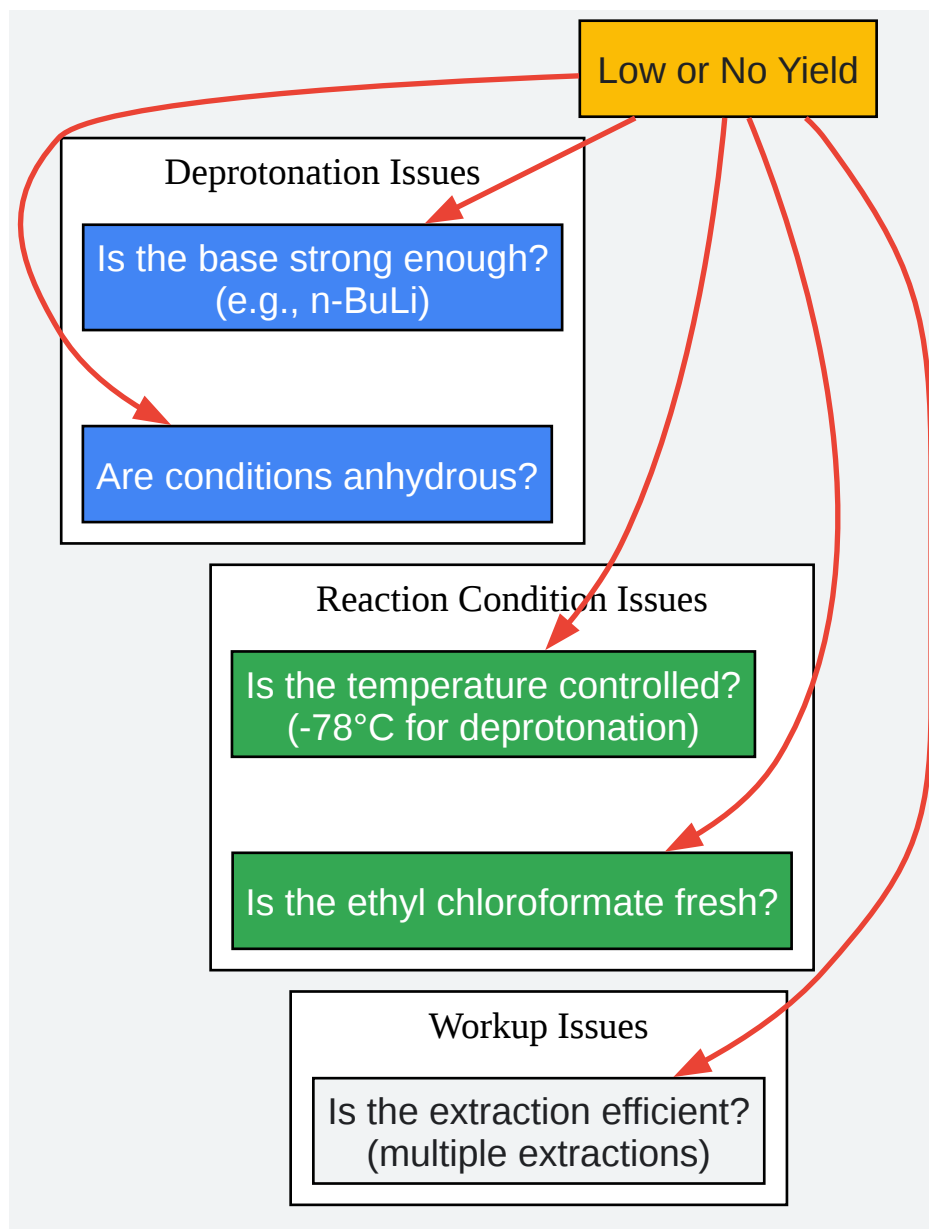 Low or No Yield
Deprotonation Issues
Is the base strong enough?
(e.g., n-BuLi)
Are conditions anhydrous?
Reaction Condition Issues
Is the temperature controlled?
(-78°C for deprotonation)
Is the ethyl chloroformate fresh?
Workup Issues
Is the extraction efficient?
(multiple extractions)